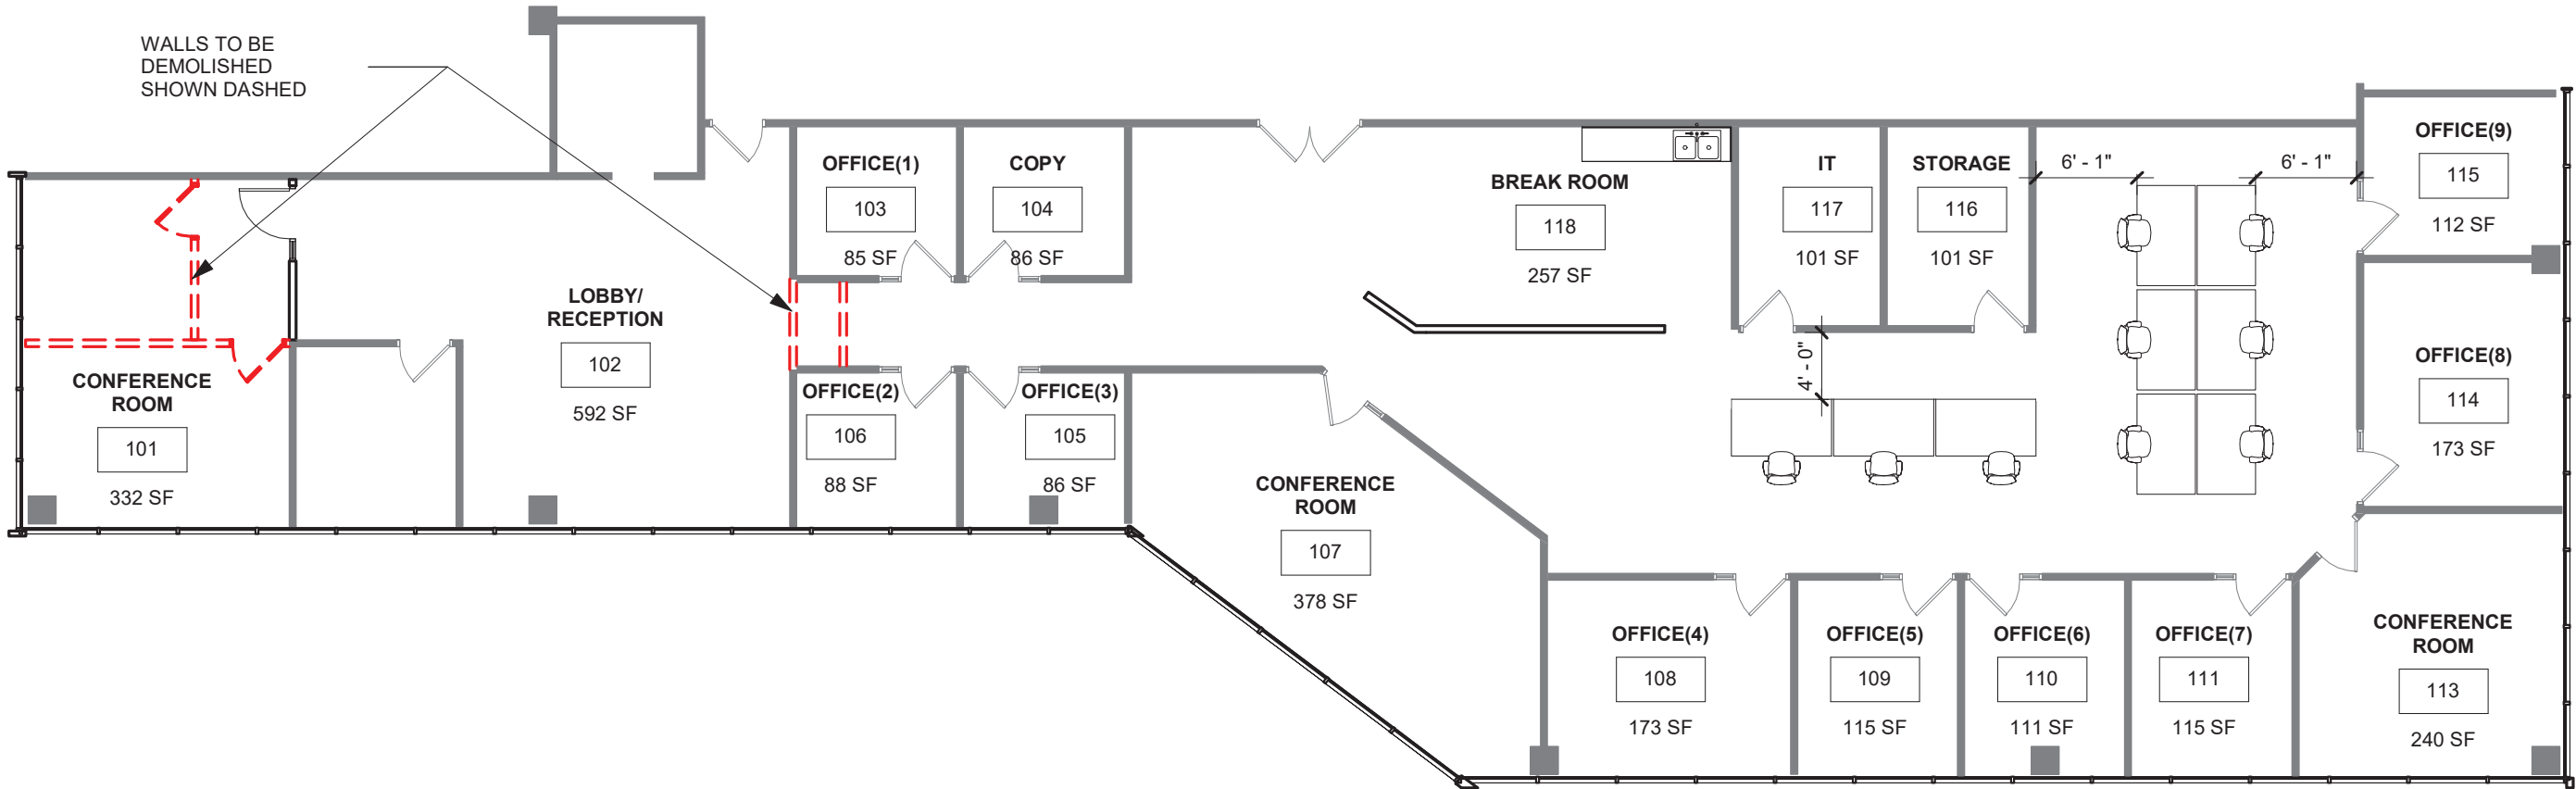 WALLS TO BE
DEMOLISHED
SHOWN DASHED
CONFERENCE
ROOM
101
332 SF
LOBBY/
RECEPTION
102
592 SF
OFFICE(1)
103
85 SF
COPY
104
86 SF
OFFICE(2)
106
88 SF
OFFICE(3)
105
86 SF
CONFERENCE
ROOM
107
378 SF
BREAK ROOM
118
257 SF
IT
117
101 SF
STORAGE
116
101 SF
6' - 1"
6' - 1"
4' - 0"
OFFICE(9)
115
112 SF
OFFICE(8)
114
173 SF
OFFICE(4)
108
173 SF
OFFICE(5)
109
115 SF
OFFICE(6)
110
111 SF
OFFICE(7)
111
115 SF
CONFERENCE
ROOM
113
240 SF